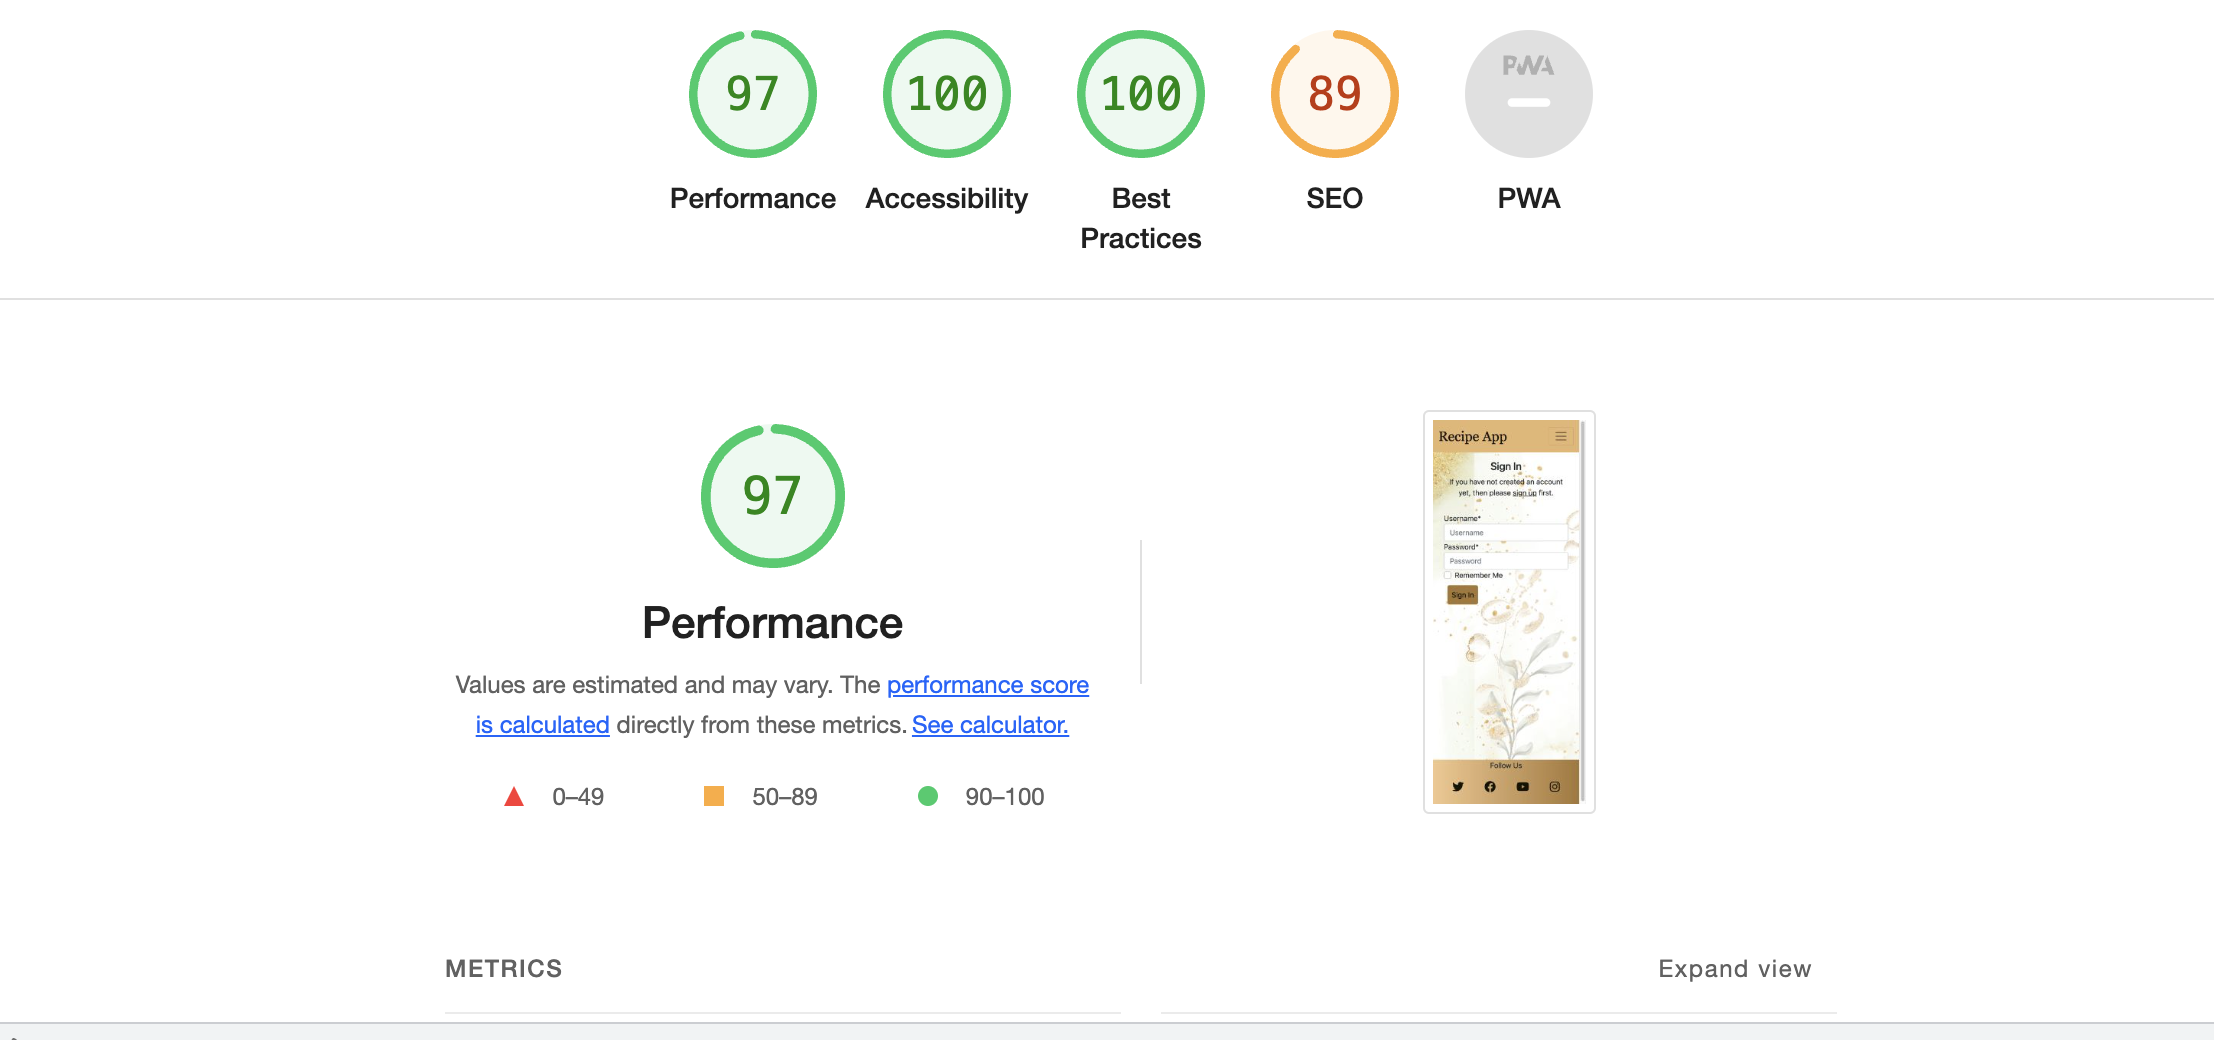 97
100
100
89
PWA
Performance
Accessibility
Best
Practices
SEO
PWA
97
Performance
Values are estimated and may vary. The performance score
is calculated directly from these metrics. See calculator.
0–49
50–89
90–100
Recipe App
Sign In
If you have not created an account
yet, then please sign up first.
Username*
Username
Password*
Password
Remember Me
Sign In
Follow Us
METRICS
Expand view